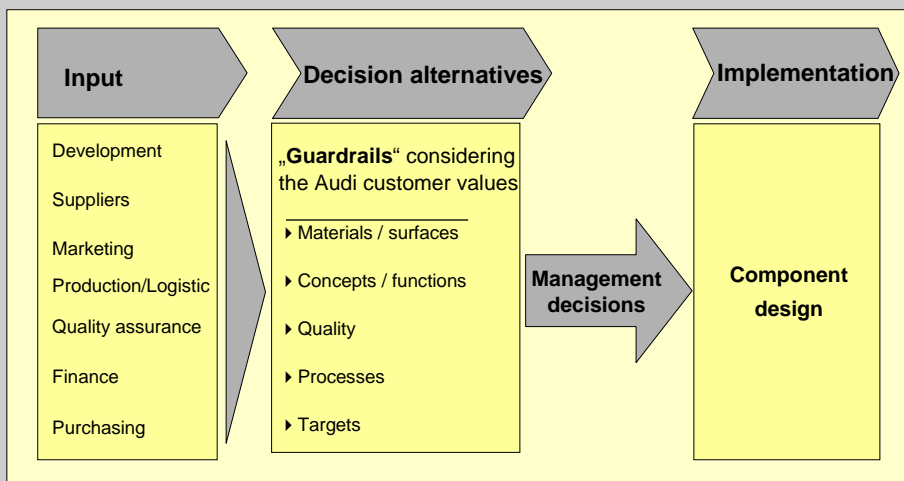 Input
Decision alternatives
Implementation
Development
Suppliers
Marketing
Production/Logistic
Quality assurance
Finance
Purchasing
„Guardrails“ considering
the Audi customer values
Materials / surfaces
Concepts / functions
Quality
Processes
Targets
Management
decisions
Component
design